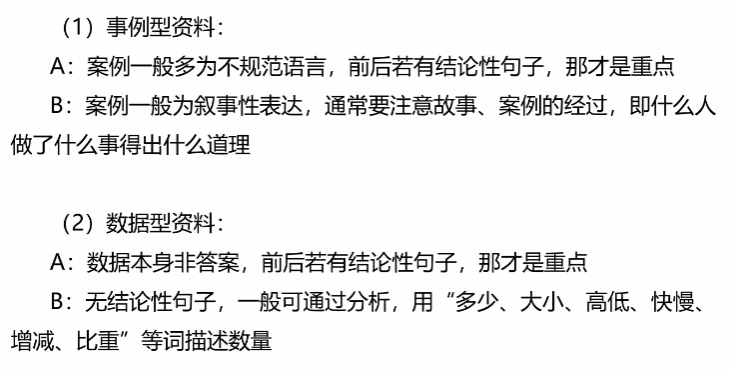 （1）事例型资料：
A：案例一般多为不规范语言，前后若有结论性句子，那才是重点
B：案例一般为叙事性表达，通常要注意故事、案例的经过，即什么人
做了什么事得出什么道理
（2）数据型资料：
A：数据本身非答案，前后若有结论性句子，那才是重点
B：无结论性句子，一般可通过分析，用“多少、大小、高低、快慢、
增减、比重”等词描述数量